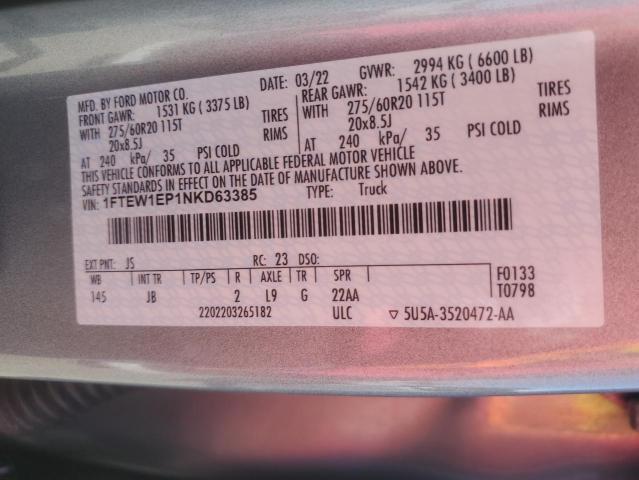 MFD. BY FORD MOTOR CO. DATE: 03/22 GVWR: 2994 KG ( 6600 LB)
FRONT GAWR: 1531 KG ( 3375 LB) REAR GAWR: 1542 KG ( 3400 LB)
WITH 275/60R20 115T TIRES WITH 275/60R20 115T TIRES
20x8.5J RIMS 20x8.5J RIMS
AT 240 kPa/ 35 PSI COLD AT 240 kPa/ 35 PSI COLD
THIS VEHICLE CONFORMS TO ALL APPLICABLE FEDERAL MOTOR VEHICLE
SAFETY STANDARDS IN EFFECT ON THE DATE OF MANUFACTURE SHOWN ABOVE.
VIN: 1FTEW1EP1NKD63385 TYPE: Truck
EXT PNT: JS RC: 23 DSO:
WB INT TR TP/PS R AXLE TR SPR F0133
145 JB 2 L9 G 22AA T0798
2202203265182 ULC ▽ 5U5A-3520472-AA